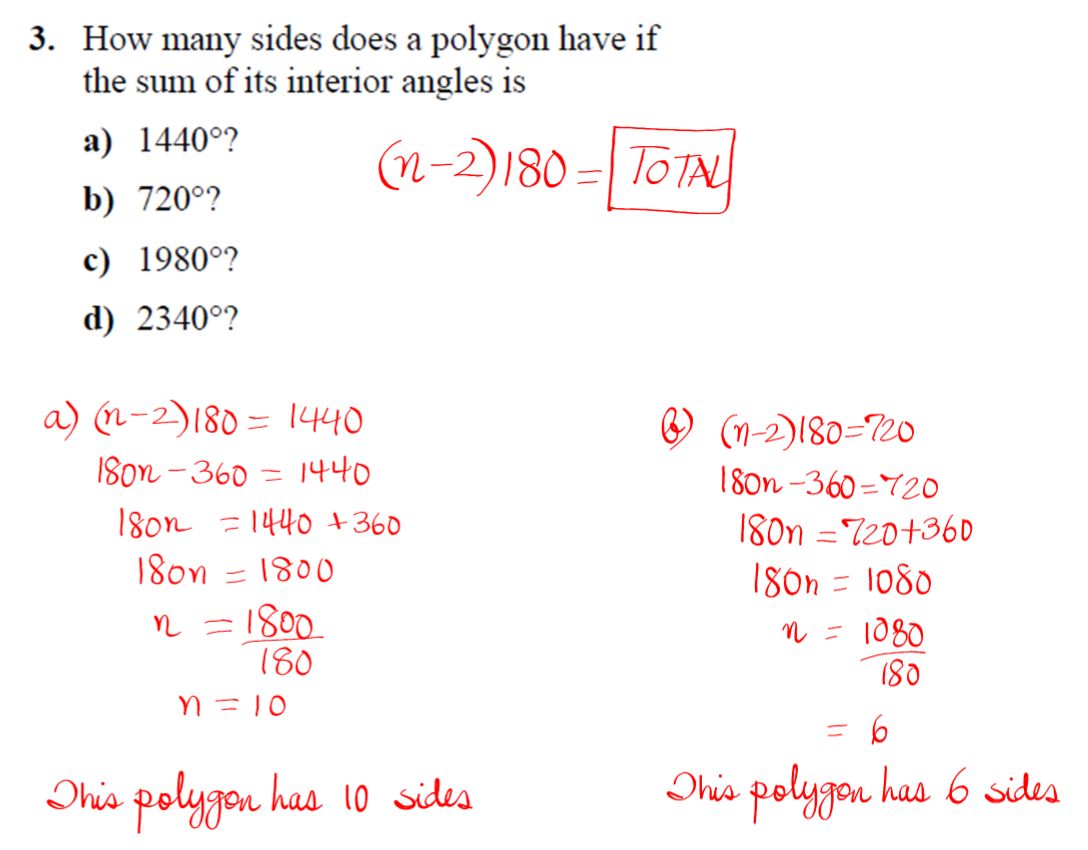 3. How many sides does a polygon have if
the sum of its interior angles is
a) 1440°?
b) 720°?
c) 1980°?
d) 2340°?
(n-2)180 = TOTAL
a) (n-2)180 = 1440
180n - 360 = 1440
180n = 1440 + 360
180n = 1800
n = 1800/180
n = 10
This polygon has 10 sides
b) (n-2)180=720
180n - 360 = 720
180n = 720+360
180n = 1080
n = 1080/180
= 6
This polygon has 6 sides